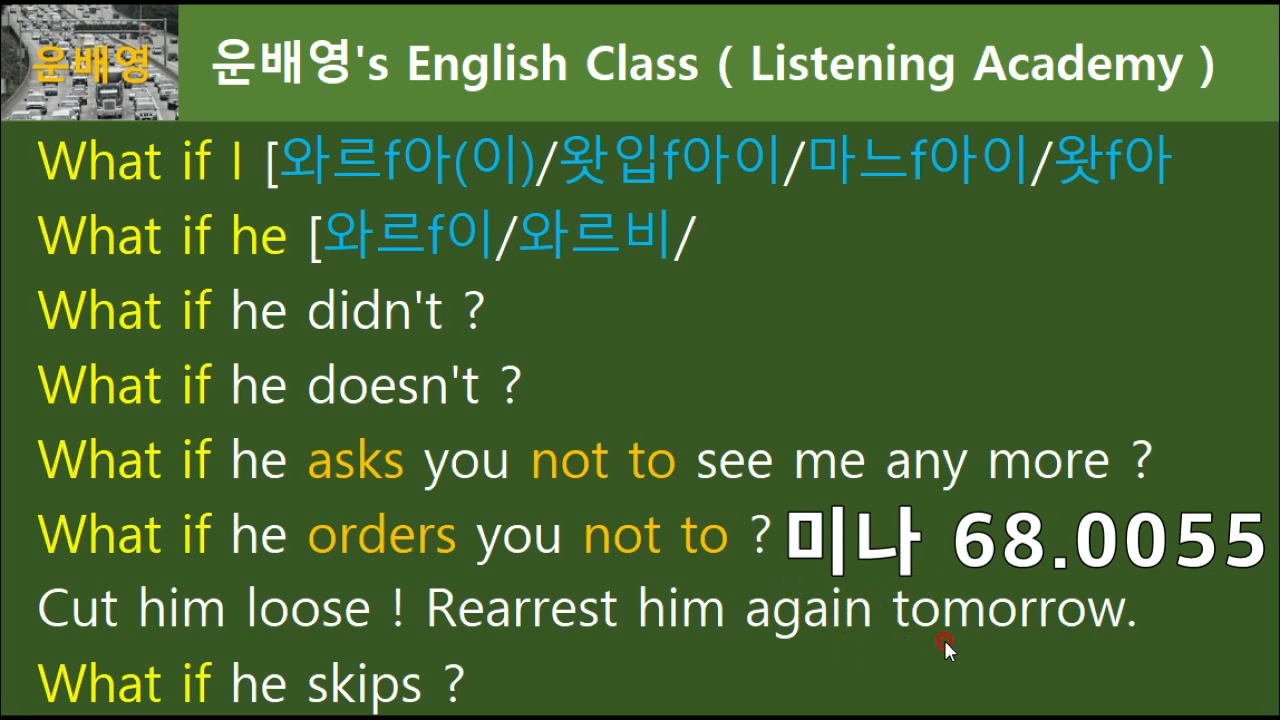 운배영
운배영's English Class ( Listening Academy )
What if I [와르f아(이)/왓입f아이/마느f아이/왓f아
What if he [와르f이/와르비/
What if he didn't ?
What if he doesn't ?
What if he asks you not to see me any more ?
What if he orders you not to ? 미나 68.0055
Cut him loose ! Rearrest him again tomorrow.
What if he skips ?